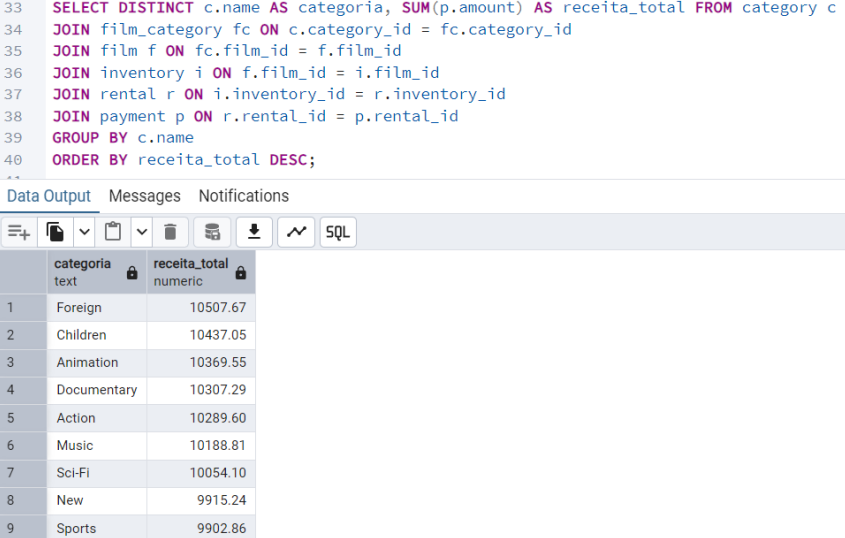 33 SELECT DISTINCT c.name AS categoria, SUM(p.amount) AS receita_total FROM category c
34 JOIN film_category fc ON c.category_id = fc.category_id
35 JOIN film f ON fc.film_id = f.film_id
36 JOIN inventory i ON f.film_id = i.film_id
37 JOIN rental r ON i.inventory_id = r.inventory_id
38 JOIN payment p ON r.rental_id = p.rental_id
39 GROUP BY c.name
40 ORDER BY receita_total DESC;
Data Output Messages Notifications
SQL
categoria receita_total
text numeric
1 Foreign 10507.67
2 Children 10437.05
3 Animation 10369.55
4 Documentary 10307.29
5 Action 10289.60
6 Music 10188.81
7 Sci-Fi 10054.10
8 New 9915.24
9 Sports 9902.86